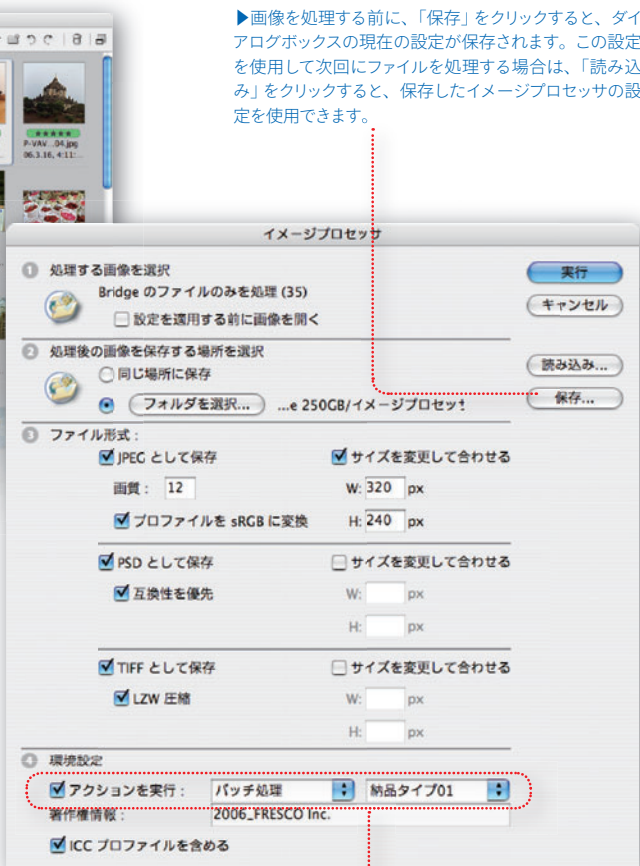 ▶画像を処理する前に、「保存」をクリックすると、ダイ
アログボックスの現在の設定が保存されます。この設定
を使用して次回にファイルを処理する場合は、「読み込
み」をクリックすると、保存したイメージプロセッサの設
定を使用できます。
P-VAV...04.jpg
06.3.16, 4:11:...
イメージプロセッサ
1 処理する画像を選択
実行
Bridge のファイルのみを処理 (35)
キャンセル
設定を適用する前に画像を開く
2 処理後の画像を保存する場所を選択
読み込み...
同じ場所に保存
保存...
フォルダを選択... ...e 250GB/イメージプロセッサ
3 ファイル形式：
JPEG として保存 サイズを変更して合わせる
画質： 12 W: 320 px
プロファイルを sRGB に変換 H: 240 px
PSD として保存 サイズを変更して合わせる
互換性を優先 W: px
H: px
TIFF として保存 サイズを変更して合わせる
LZW 圧縮 W: px
H: px
4 環境設定
アクションを実行： バッチ処理 納品タイプ01
著作権情報： 2006_FRESCO Inc.
ICC プロファイルを含める